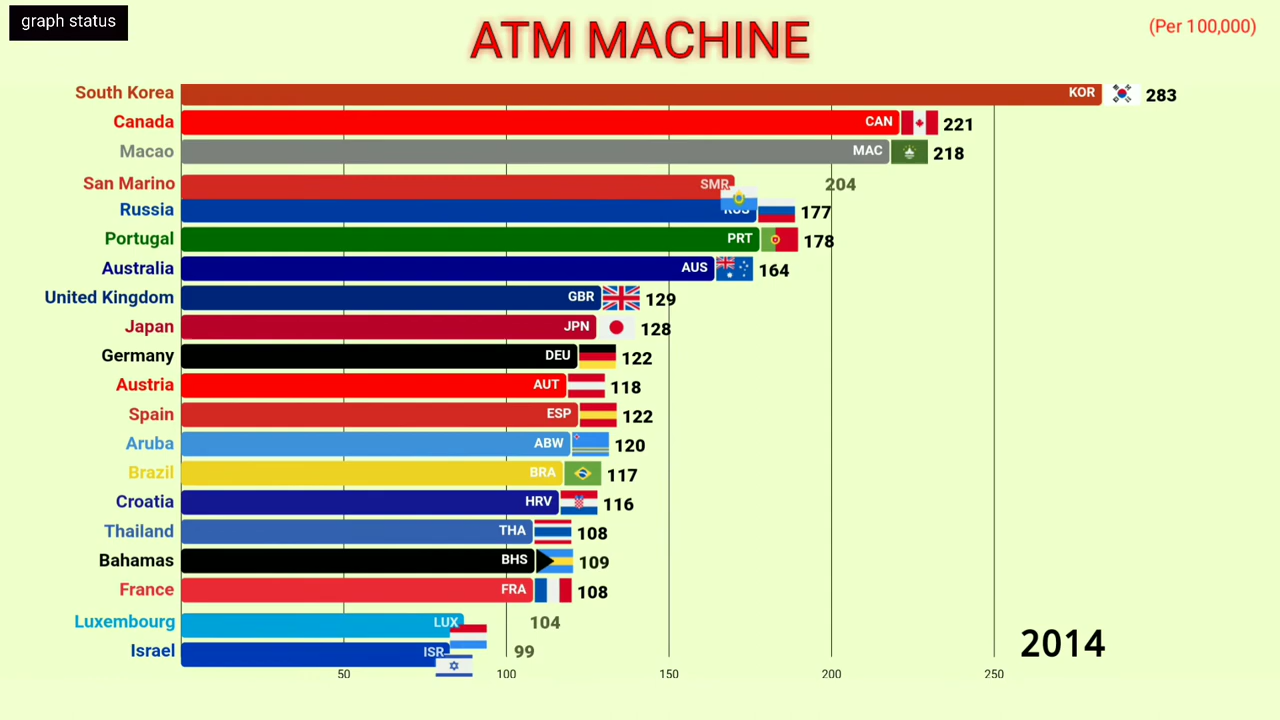 graph status
ATM MACHINE
(Per 100,000)
South Korea KOR 283
Canada CAN 221
Macao MAC 218
San Marino SMR 204
Russia RUS 177
Portugal PRT 178
Australia AUS 164
United Kingdom GBR 129
Japan JPN 128
Germany DEU 122
Austria AUT 118
Spain ESP 122
Aruba ABW 120
Brazil BRA 117
Croatia HRV 116
Thailand THA 108
Bahamas BHS 109
France FRA 108
Luxembourg LUX 104
Israel ISR 99
2014
50 100 150 200 250